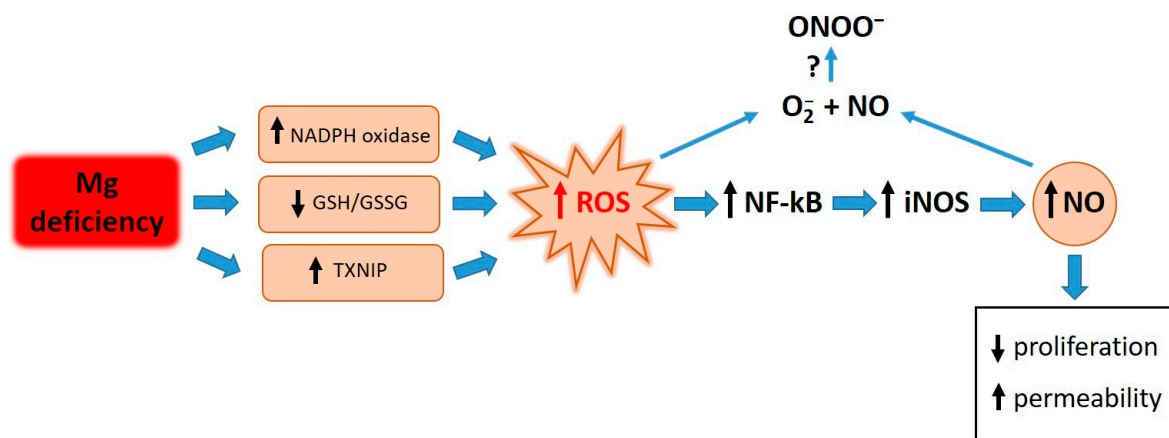 ONOO⁻
?
O₂⁻ + NO
Mg
deficiency
↑ NADPH oxidase
↓ GSH/GSSG
↑ TXNIP
↑ ROS
↑ NF-kB
↑ iNOS
↑ NO
↓ proliferation
↑ permeability